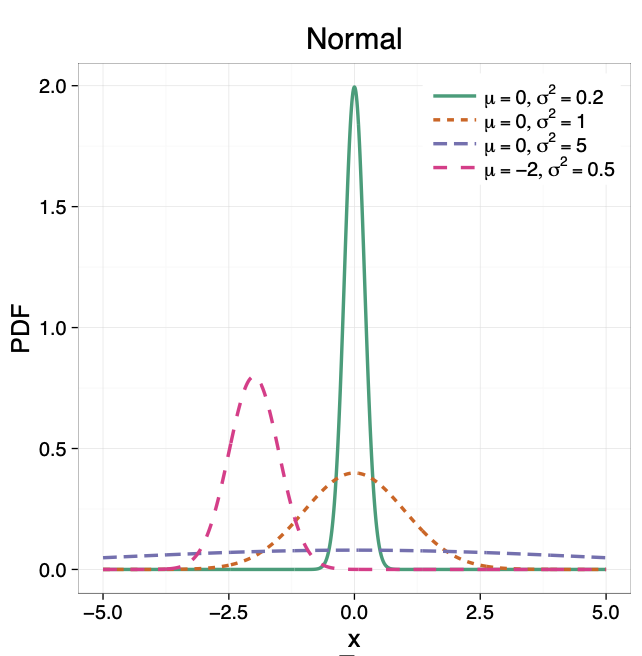 Normal
PDF
2.0
1.5
1.0
0.5
0.0
μ = 0, σ² = 0.2
μ = 0, σ² = 1
μ = 0, σ² = 5
μ = −2, σ² = 0.5
−5.0 −2.5 0.0 2.5 5.0
x